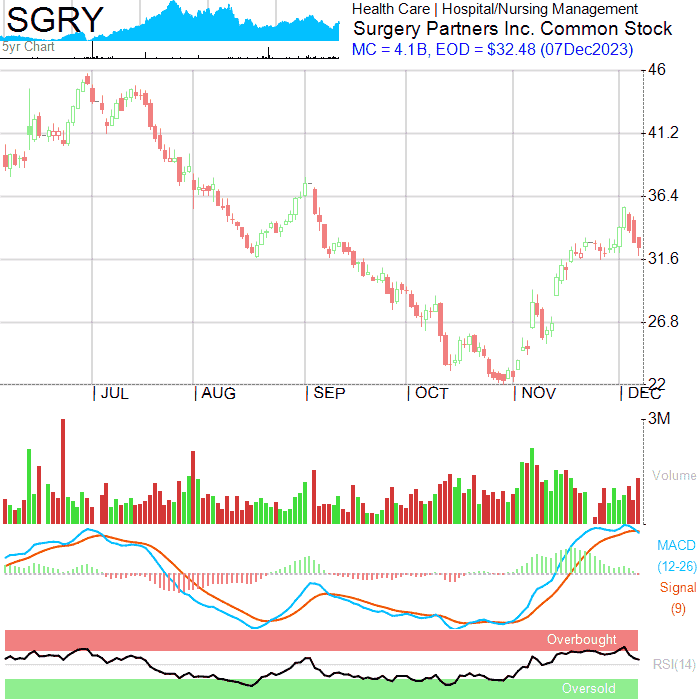 SGRY
5yr Chart
Health Care | Hospital/Nursing Management
Surgery Partners Inc. Common Stock
MC = 4.1B, EOD = $32.48 (07Dec2023)
46
41.2
36.4
31.6
26.8
22
JUL AUG SEP OCT NOV DEC
3M
Volume
MACD
(12-26)
Signal
(9)
Overbought
RSI(14)
Oversold